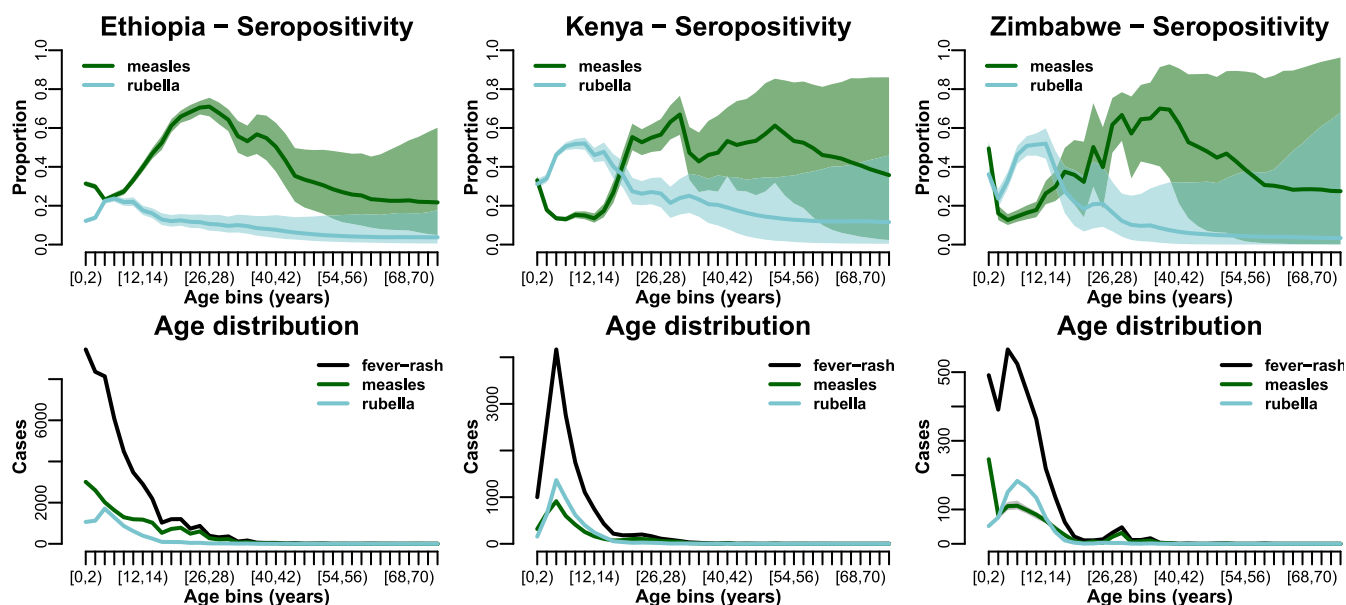 Ethiopia − Seropositivity
Kenya − Seropositivity
Zimbabwe − Seropositivity
Proportion
0.0 0.2 0.4 0.6 0.8 1.0
measles
rubella
[0,2) [12,14) [26,28) [40,42) [54,56) [68,70)
Age bins (years)
Proportion
0.0 0.2 0.4 0.6 0.8 1.0
measles
rubella
[0,2) [12,14) [26,28) [40,42) [54,56) [68,70)
Age bins (years)
Proportion
0.0 0.2 0.4 0.6 0.8 1.0
measles
rubella
[0,2) [12,14) [26,28) [40,42) [54,56) [68,70)
Age bins (years)
Age distribution
Age distribution
Age distribution
Cases
0 2000 6000
fever−rash
measles
rubella
[0,2) [12,14) [26,28) [40,42) [54,56) [68,70)
Age bins (years)
Cases
0 1000 3000
fever−rash
measles
rubella
[0,2) [12,14) [26,28) [40,42) [54,56) [68,70)
Age bins (years)
Cases
0 100 300 500
fever−rash
measles
rubella
[0,2) [12,14) [26,28) [40,42) [54,56) [68,70)
Age bins (years)